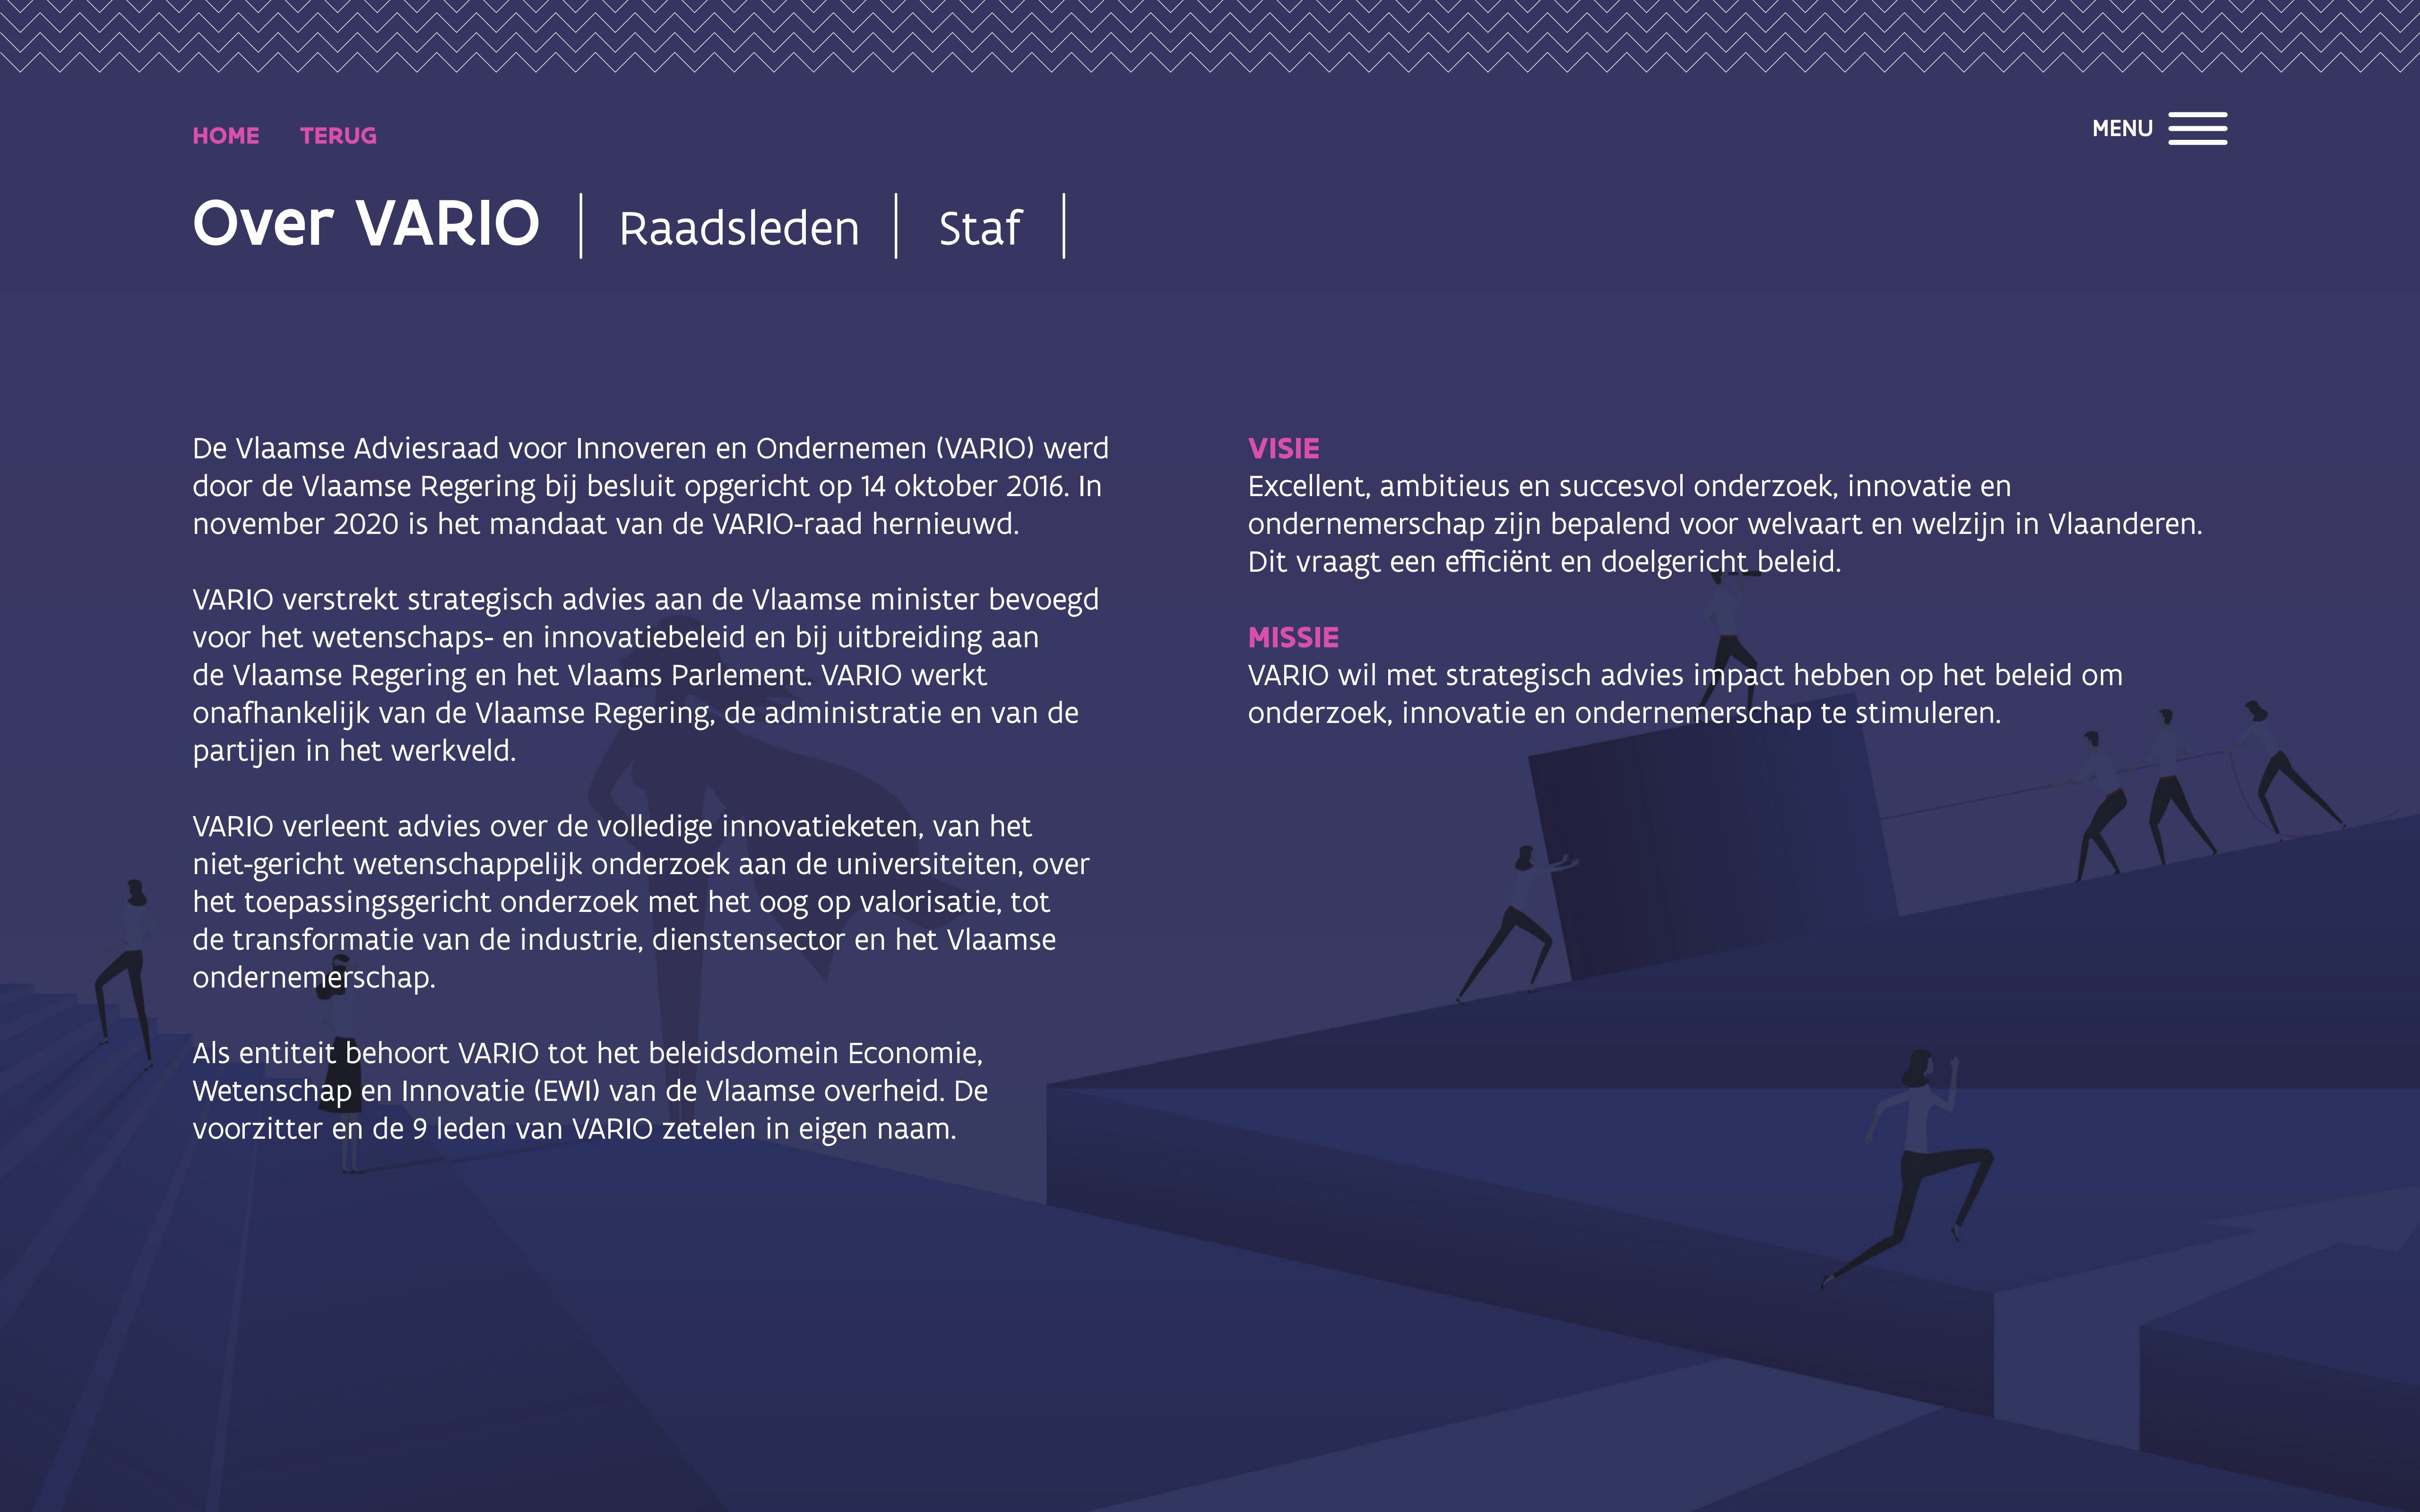 HOME TERUG
MENU
Over VARIO | Raadsleden | Staf |
De Vlaamse Adviesraad voor Innoveren en Ondernemen (VARIO) werd
door de Vlaamse Regering bij besluit opgericht op 14 oktober 2016. In
november 2020 is het mandaat van de VARIO-raad hernieuwd.
VARIO verstrekt strategisch advies aan de Vlaamse minister bevoegd
voor het wetenschaps- en innovatiebeleid en bij uitbreiding aan
de Vlaamse Regering en het Vlaams Parlement. VARIO werkt
onafhankelijk van de Vlaamse Regering, de administratie en van de
partijen in het werkveld.
VARIO verleent advies over de volledige innovatieketen, van het
niet-gericht wetenschappelijk onderzoek aan de universiteiten, over
het toepassingsgericht onderzoek met het oog op valorisatie, tot
de transformatie van de industrie, dienstensector en het Vlaamse
ondernemerschap.
Als entiteit behoort VARIO tot het beleidsdomein Economie,
Wetenschap en Innovatie (EWI) van de Vlaamse overheid. De
voorzitter en de 9 leden van VARIO zetelen in eigen naam.
VISIE
Excellent, ambitieus en succesvol onderzoek, innovatie en
ondernemerschap zijn bepalend voor welvaart en welzijn in Vlaanderen.
Dit vraagt een efficiënt en doelgericht beleid.
MISSIE
VARIO wil met strategisch advies impact hebben op het beleid om
onderzoek, innovatie en ondernemerschap te stimuleren.